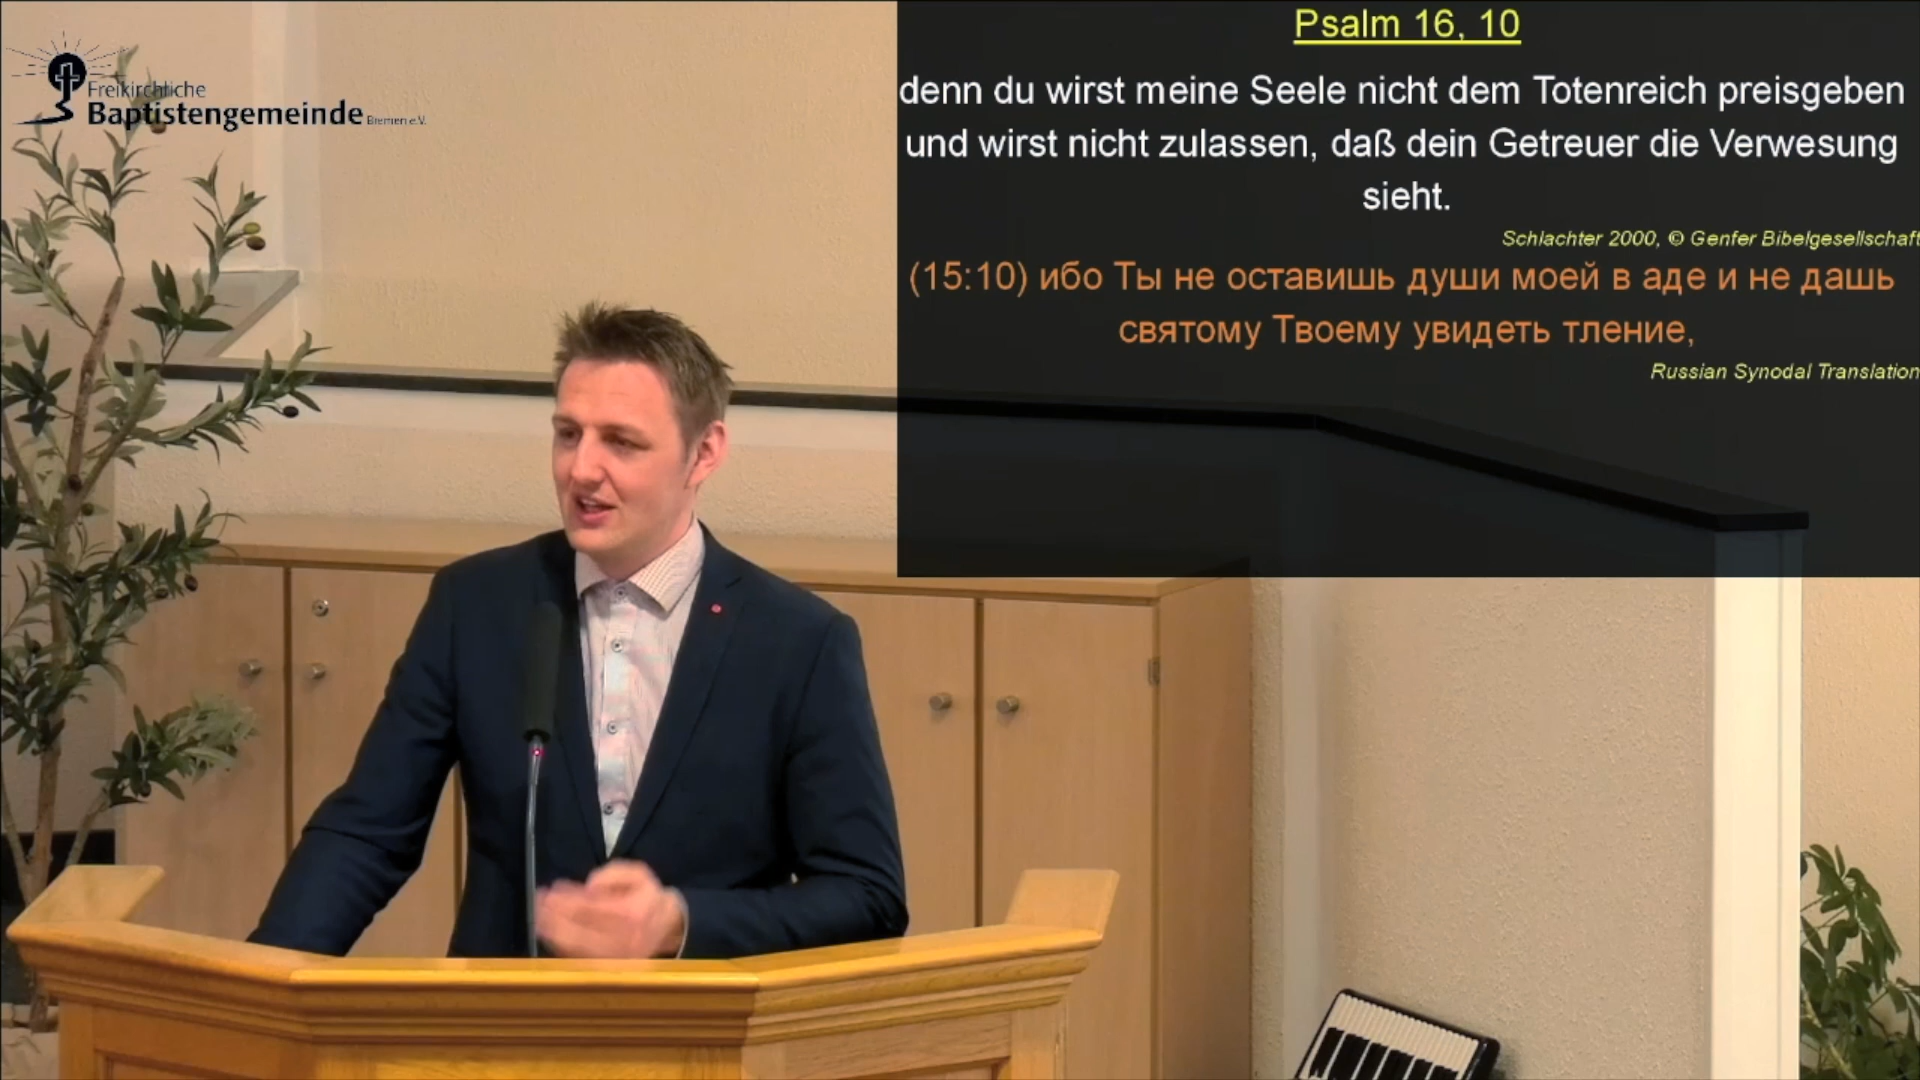 Freikirchliche
Baptistengemeinde Bremen e.V.
Psalm 16, 10
denn du wirst meine Seele nicht dem Totenreich preisgeben
und wirst nicht zulassen, daß dein Getreuer die Verwesung
sieht.
Schlachter 2000, © Genfer Bibelgesellschaft
(15:10) ибо Ты не оставишь души моей в аде и не дашь
святому Твоему увидеть тление,
Russian Synodal Translation